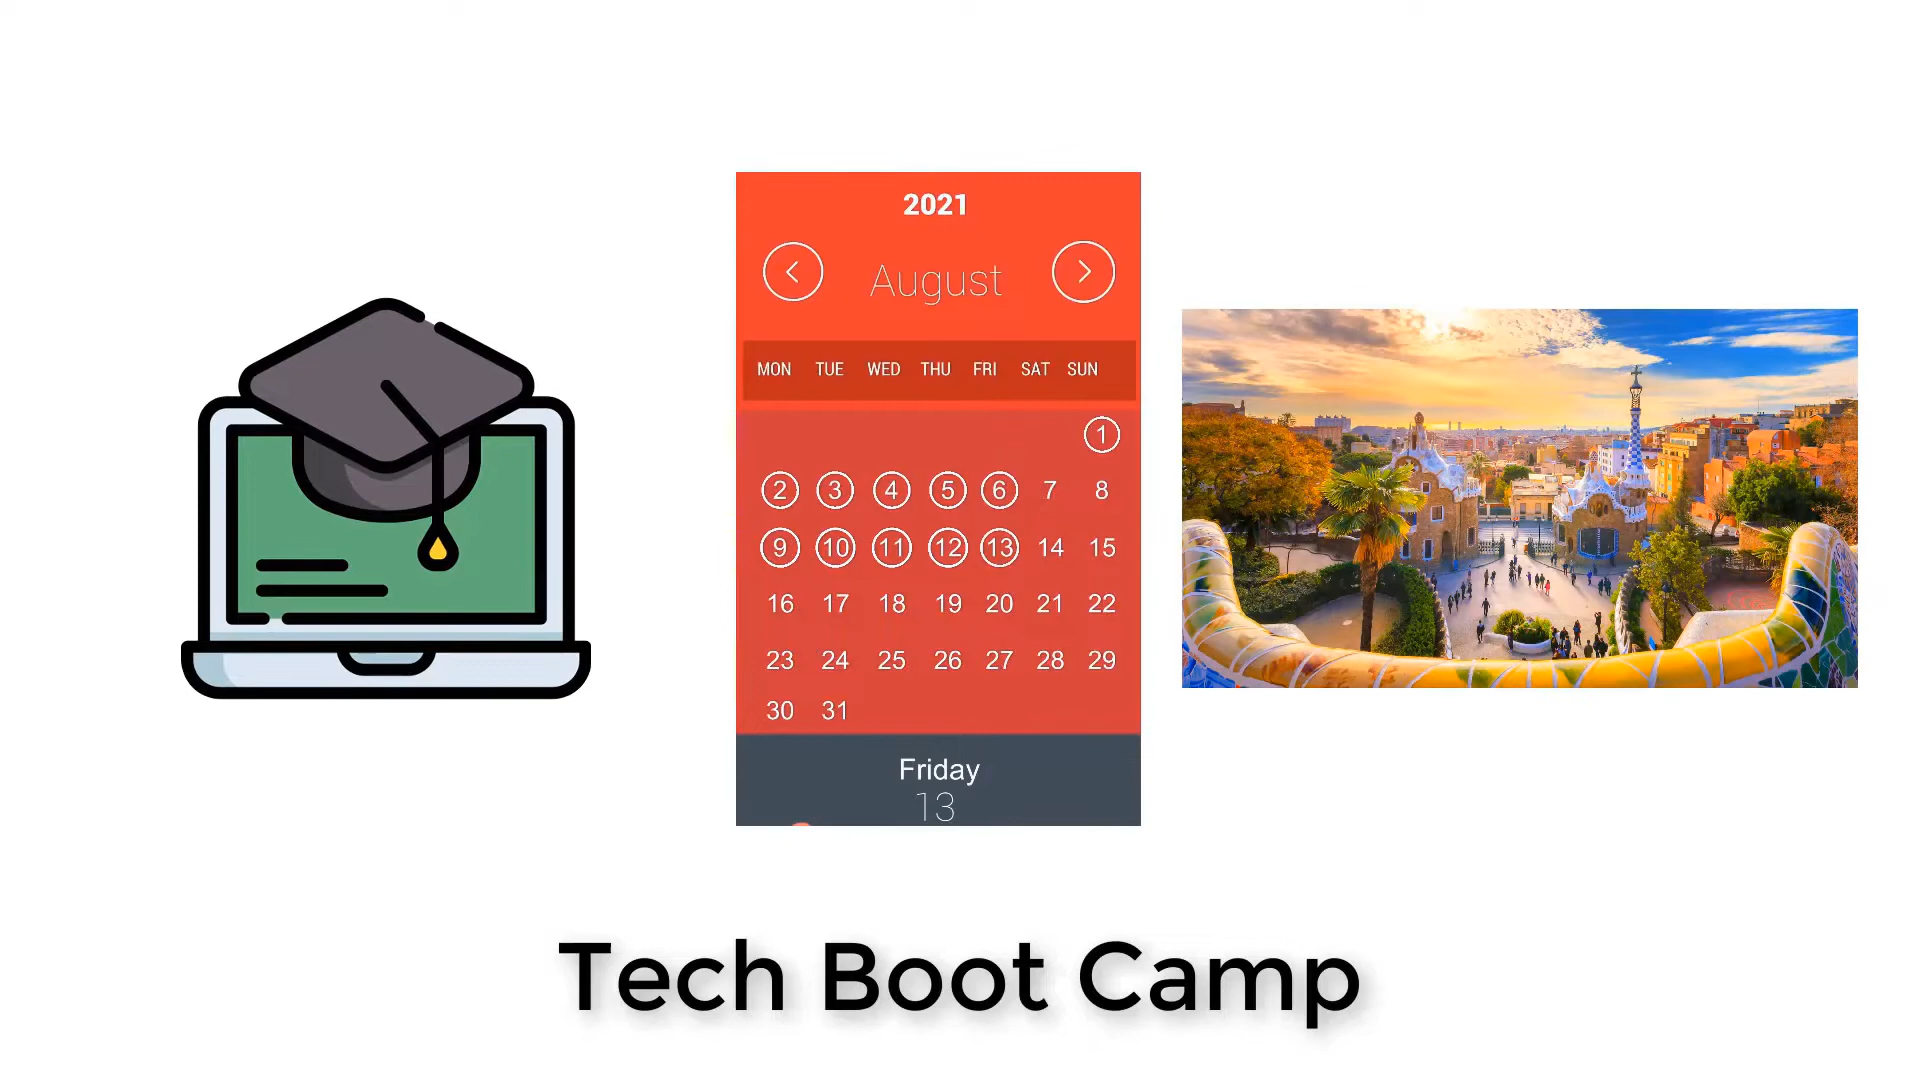 2021
August
MON TUE WED THU FRI SAT SUN
1
2 3 4 5 6 7 8
9 10 11 12 13 14 15
16 17 18 19 20 21 22
23 24 25 26 27 28 29
30 31
Friday
13
Tech Boot Camp